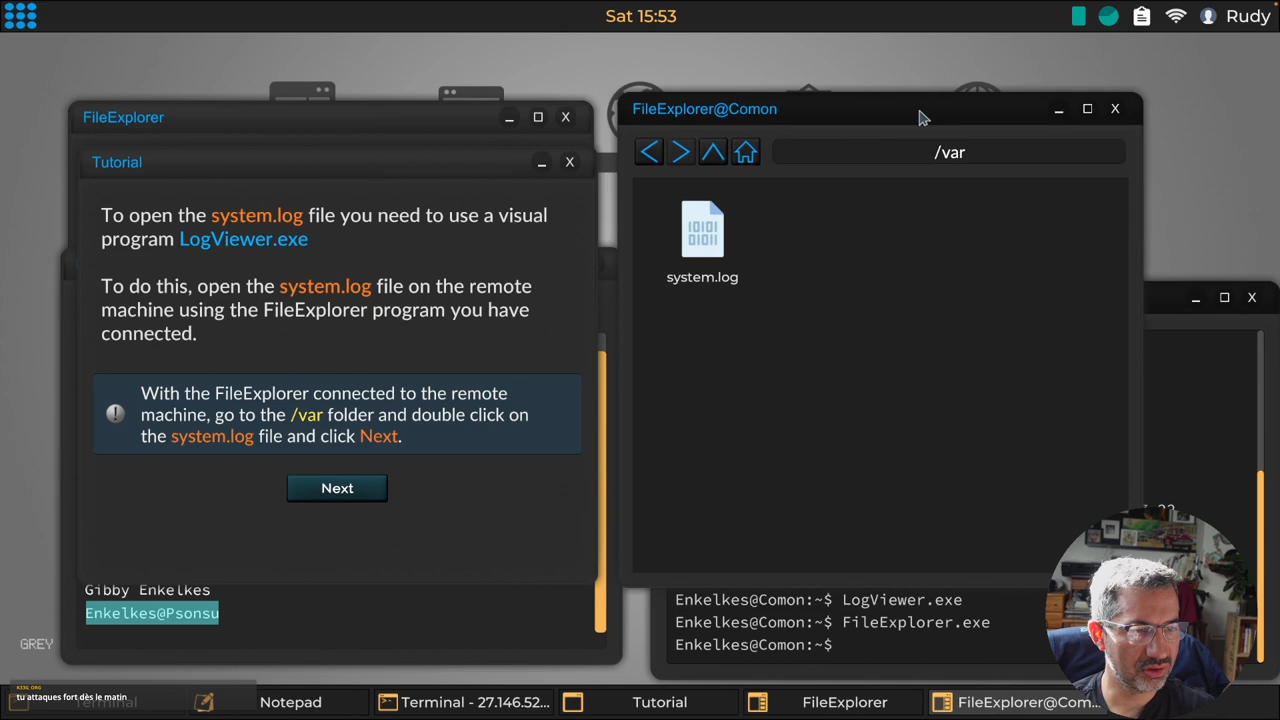 Sat 15:53
Rudy
FileExplorer
Tutorial
To open the system.log file you need to use a visual
program LogViewer.exe
To do this, open the system.log file on the remote
machine using the FileExplorer program you have
connected.
With the FileExplorer connected to the remote
machine, go to the /var folder and double click on
the system.log file and click Next.
Next
Gibby Enkelkes
Enkelkes@Psonsu
FileExplorer@Comon
/var
system.log
Enkelkes@Comon:~$ LogViewer.exe
Enkelkes@Comon:~$ FileExplorer.exe
Enkelkes@Comon:~$
GREY
K33G_ORG
tu attaques fort dès le matin
Terminal
Notepad
Terminal - 27.146.52...
Tutorial
FileExplorer
FileExplorer@Com...